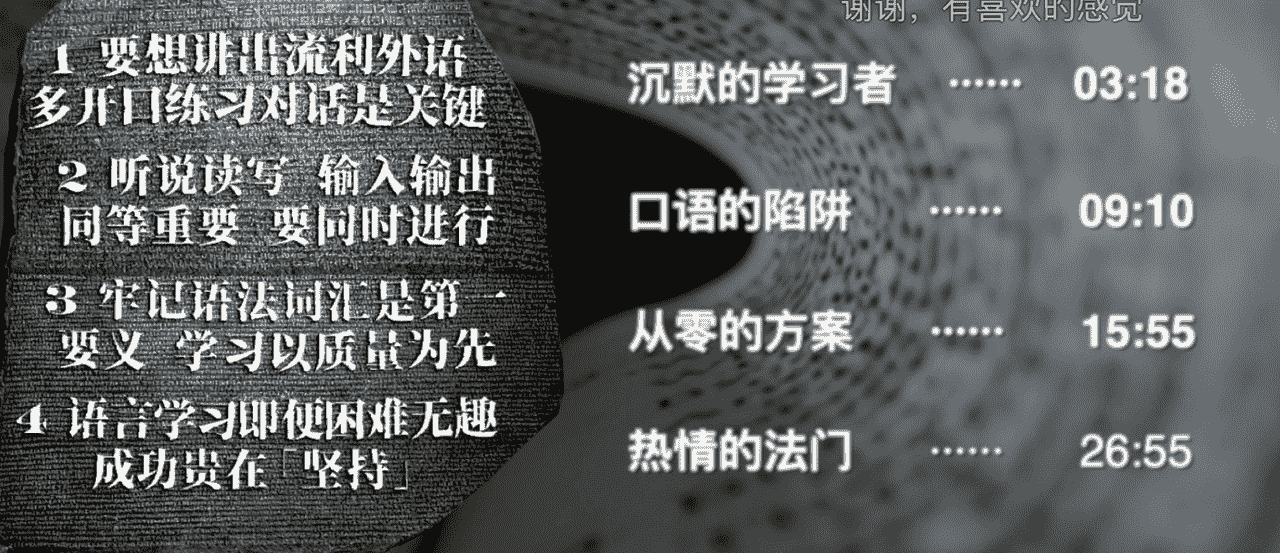 谢谢，有喜欢的感觉
1 要想讲出流利外语
多开口练习对话是关键
2 听说读写 输入输出
同等重要 要同时进行
3 牢记语法词汇是第一
要义 学习以质量为先
4 语言学习即便困难无趣
成功贵在「坚持」
沉默的学习者 …… 03:18
口语的陷阱 …… 09:10
从零的方案 …… 15:55
热情的法门 …… 26:55